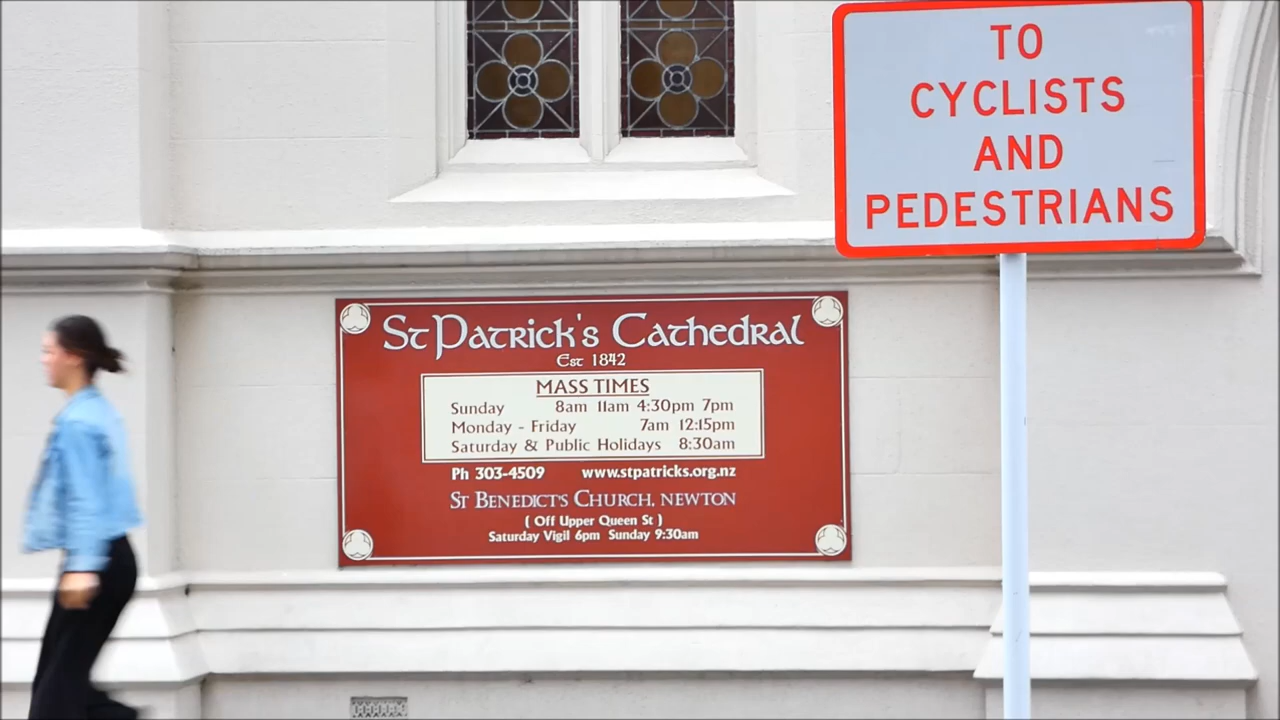 TO
CYCLISTS
AND
PEDESTRIANS
St Patrick's Cathedral
Est 1842
MASS TIMES
Sunday 8am 11am 4:30pm 7pm
Monday - Friday 7am 12:15pm
Saturday & Public Holidays 8:30am
Ph 303-4509 www.stpatricks.org.nz
St Benedict's Church, Newton
( Off Upper Queen St )
Saturday Vigil 6pm Sunday 9:30am